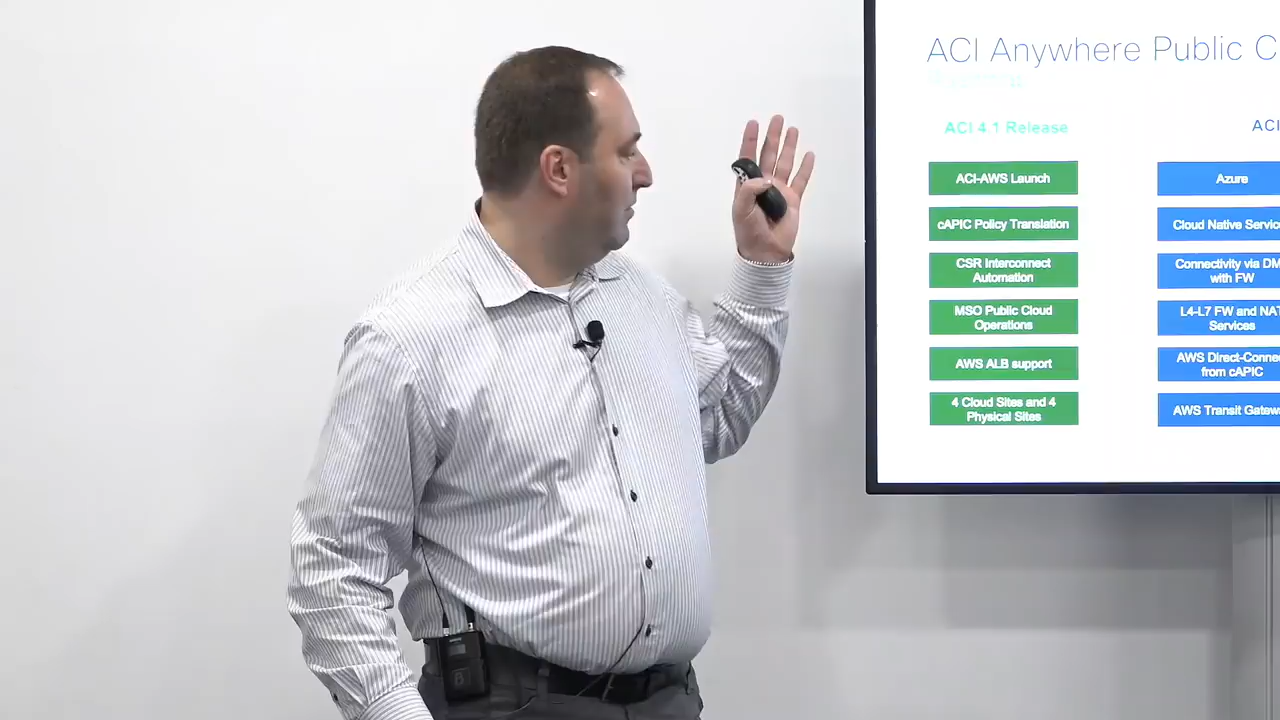 ACI Anywhere Public C
Roadmap
ACI 4.1 Release
ACI
ACI-AWS Launch
cAPIC Policy Translation
CSR Interconnect
Automation
MSO Public Cloud
Operations
AWS ALB support
4 Cloud Sites and 4
Physical Sites
Azure
Cloud Native Servic
Connectivity via DM
with FW
L4-L7 FW and NAT
Services
AWS Direct-Connec
from cAPIC
AWS Transit Gatew